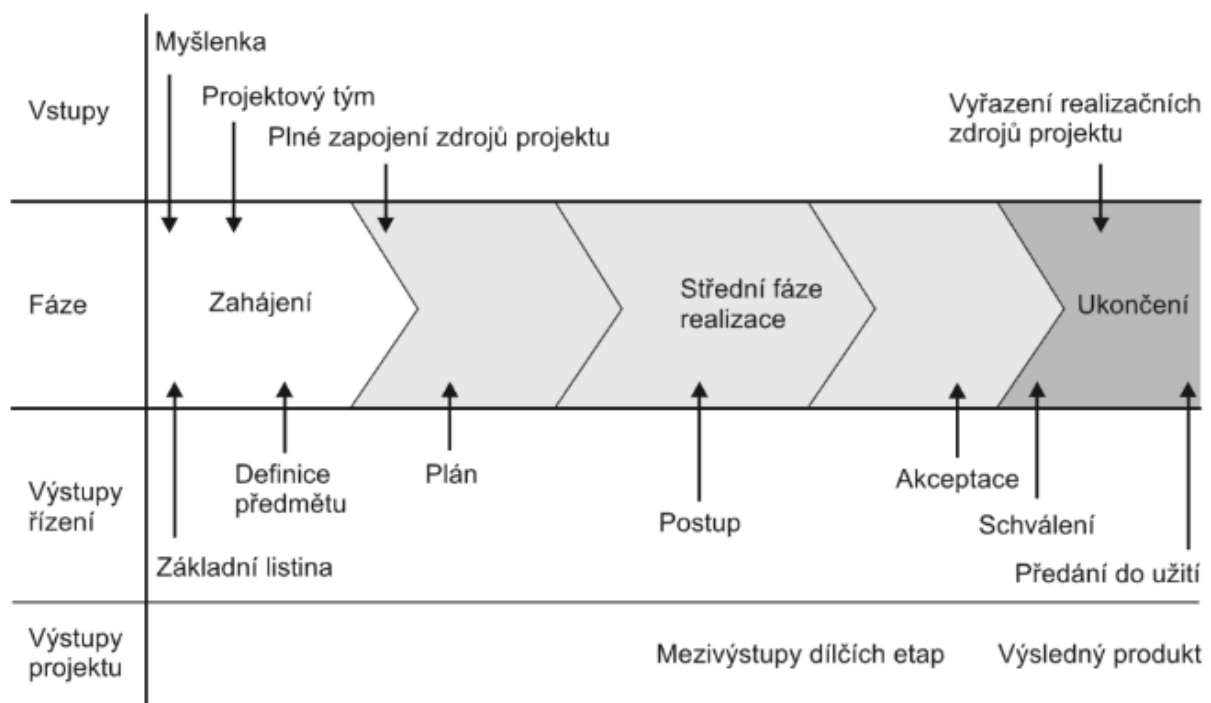 Vstupy
Myšlenka
Projektový tým
Plné zapojení zdrojů projektu
Vyřazení realizačních
zdrojů projektu
Fáze
Zahájení
Střední fáze
realizace
Ukončení
Výstupy
řízení
Základní listina
Definice
předmětu
Plán
Postup
Akceptace
Schválení
Předání do užití
Výstupy
projektu
Mezivýstupy dílčích etap
Výsledný produkt